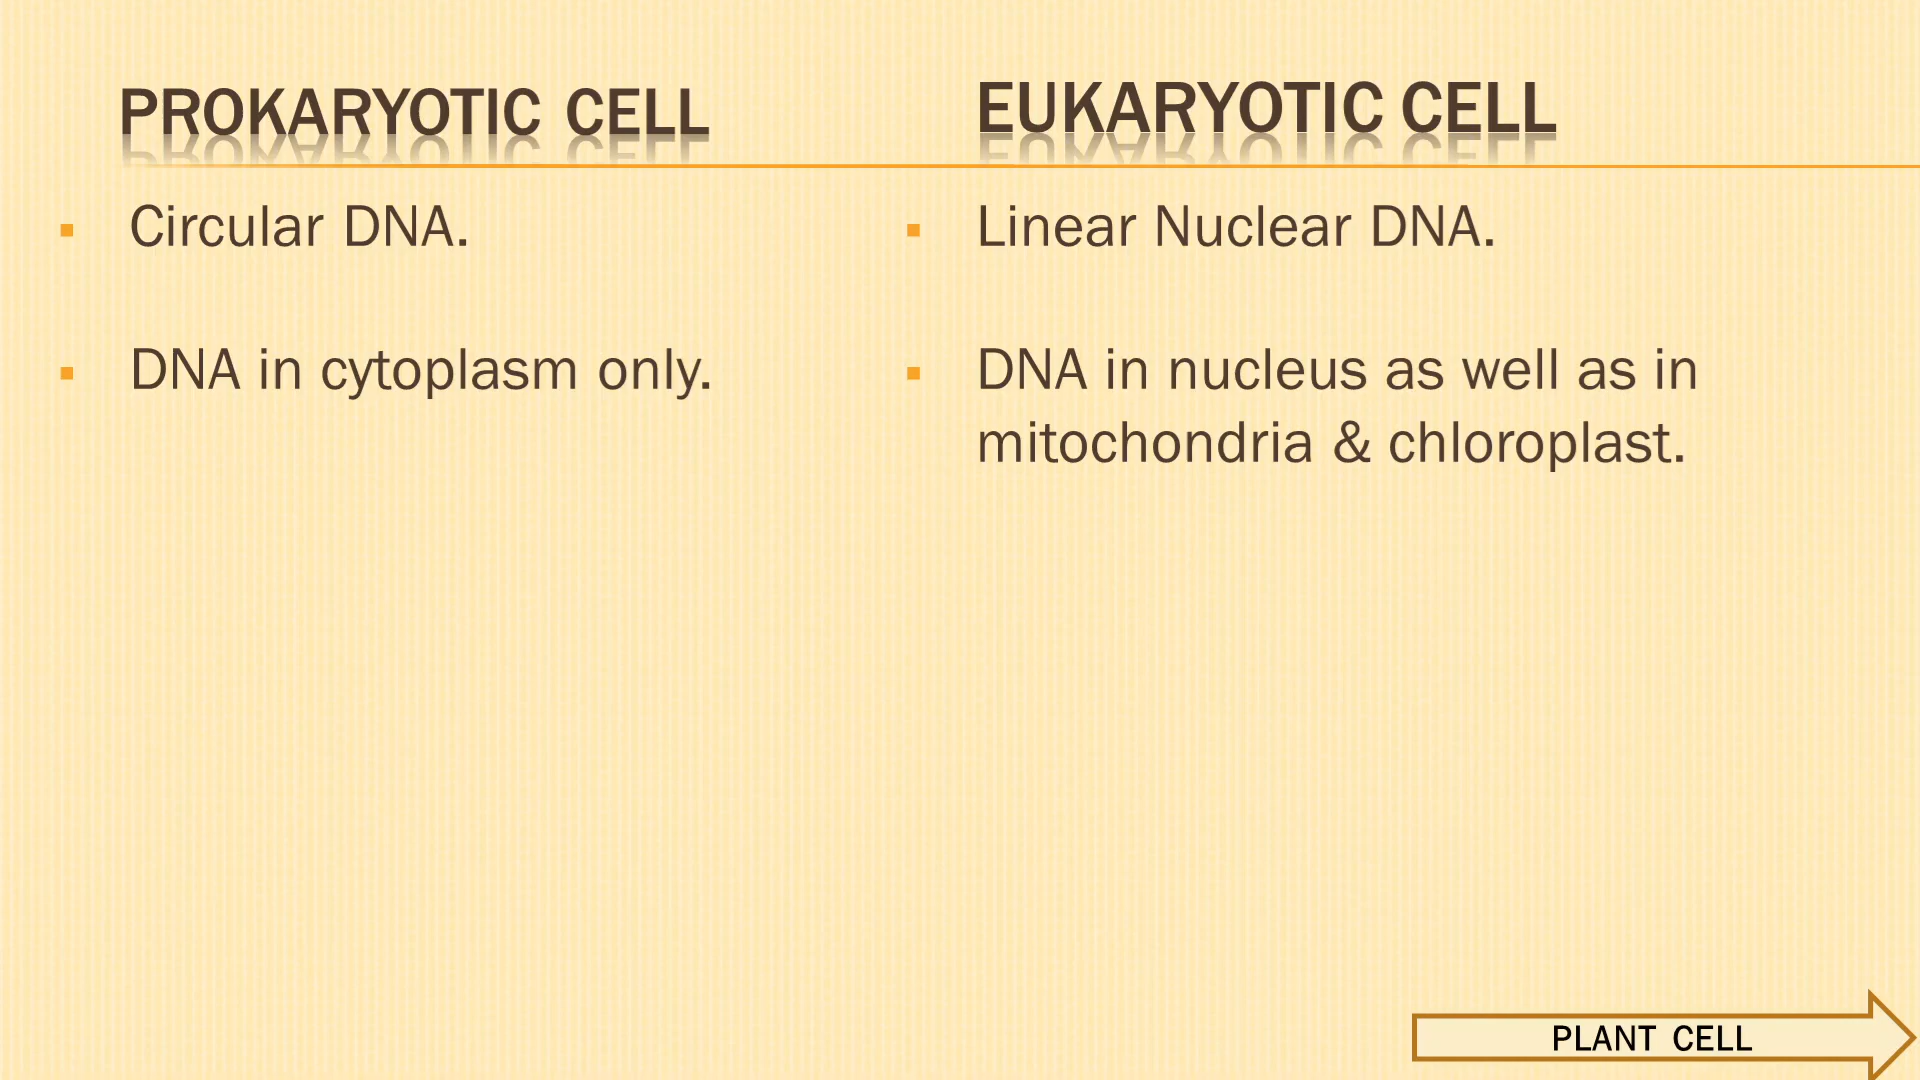 PROKARYOTIC CELL
EUKARYOTIC CELL
▪ Circular DNA.
▪ DNA in cytoplasm only.
▪ Linear Nuclear DNA.
▪ DNA in nucleus as well as in
mitochondria & chloroplast.
PLANT CELL